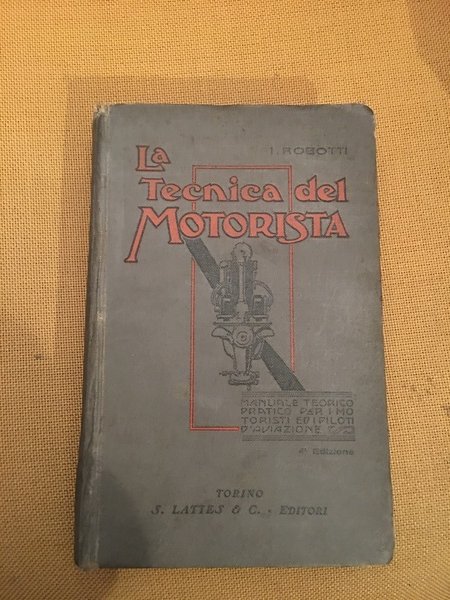 I. ROBOTTI
La
Tecnica del
MOTORISTA
MANUALE TEORICO
PRATICO PER I MO
TORISTI ED I PILOTI
D'AVIAZIONE
4ª Edizione
TORINO
S. LATTES & C. - EDITORI